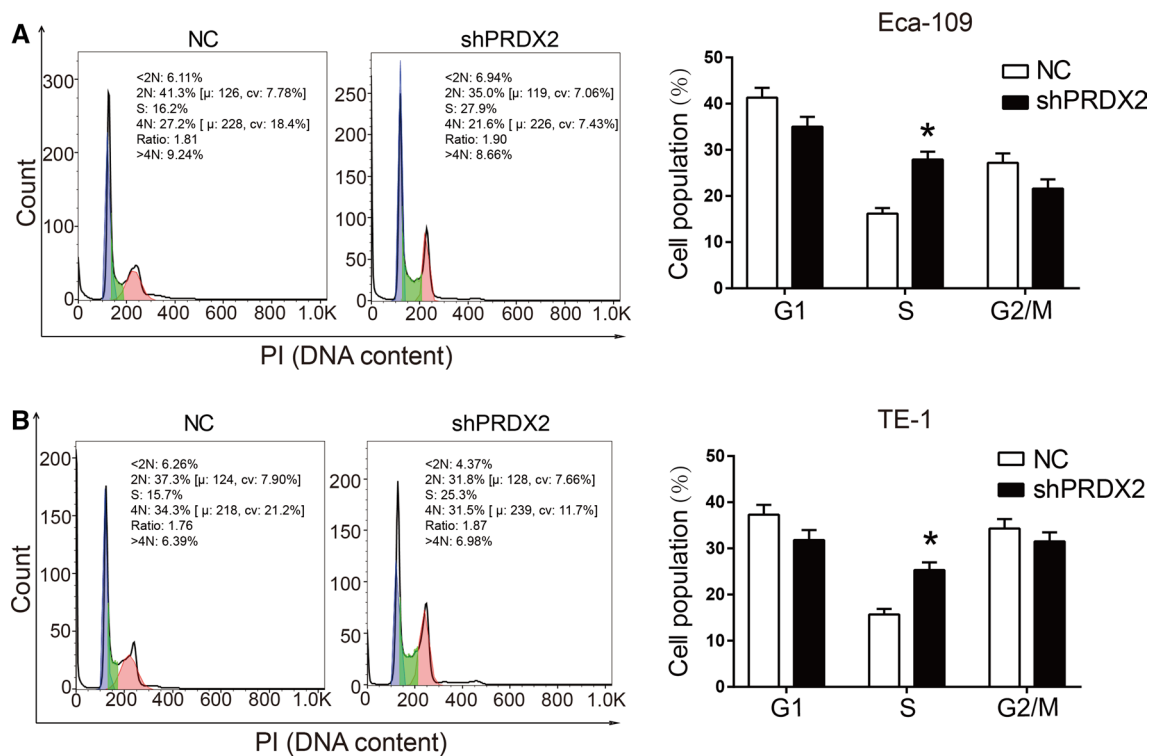 A
NC
<2N: 6.11%
2N: 41.3% [μ: 126, cv: 7.78%]
S: 16.2%
4N: 27.2% [ μ: 228, cv: 18.4%]
Ratio: 1.81
>4N: 9.24%
Count
300
200
100
0
0 200 400 600 800 1.0K
shPRDX2
<2N: 6.94%
2N: 35.0% [μ: 119, cv: 7.06%]
S: 27.9%
4N: 21.6% [ μ: 226, cv: 7.43%]
Ratio: 1.90
>4N: 8.66%
250
200
150
100
50
0
0 200 400 600 800 1.0K
PI (DNA content)
Eca-109
Cell population (%)
50
40
30
20
10
0
NC
shPRDX2
*
G1 S G2/M
B
NC
<2N: 6.26%
2N: 37.3% [μ: 124, cv: 7.90%]
S: 15.7%
4N: 34.3% [ μ: 218, cv: 21.2%]
Ratio: 1.76
>4N: 6.39%
Count
200
150
100
50
0
0 200 400 600 800 1.0K
shPRDX2
<2N: 4.37%
2N: 31.8% [μ: 128, cv: 7.66%]
S: 25.3%
4N: 31.5% [ μ: 239, cv: 11.7%]
Ratio: 1.87
>4N: 6.98%
200
150
100
50
0
0 200 400 600 800 1.0K
PI (DNA content)
TE-1
Cell population (%)
50
40
30
20
10
0
NC
shPRDX2
*
G1 S G2/M